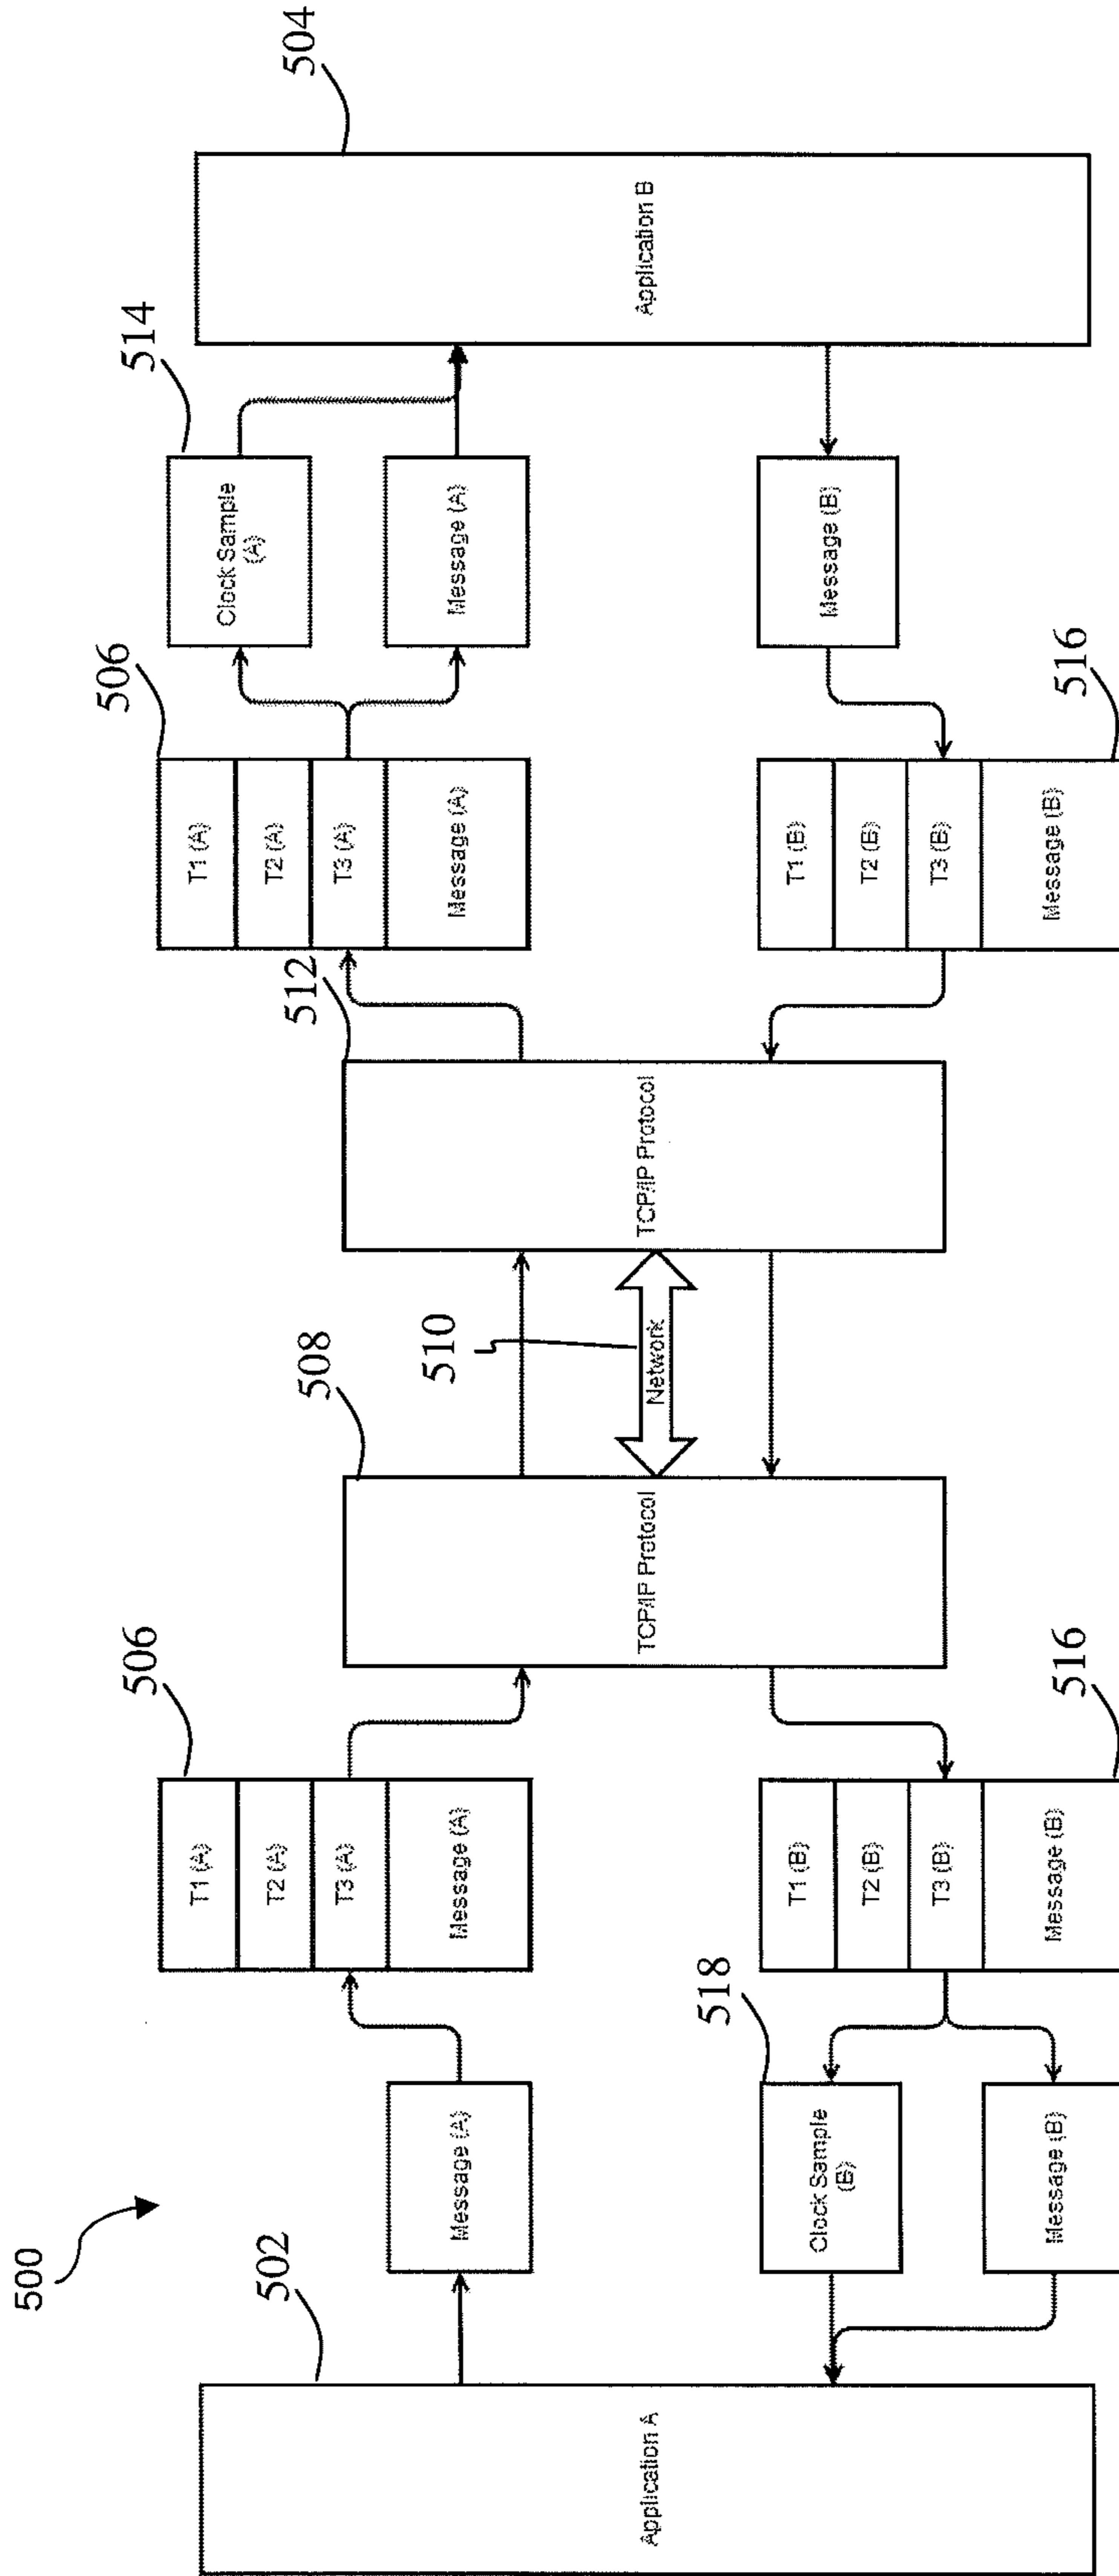 500
502
Application A
Message (A)
506
T1 (A)
T2 (A)
T3 (A)
Message (A)
508
TCP/IP Protocol
510
Network
512
TCP/IP Protocol
506
T1 (A)
T2 (A)
T3 (A)
Message (A)
514
Clock Sample
(A)
Message (A)
504
Application B
518
Clock Sample
(B)
Message (B)
516
T1 (B)
T2 (B)
T3 (B)
Message (B)
516
T1 (B)
T2 (B)
T3 (B)
Message (B)
Message (B)